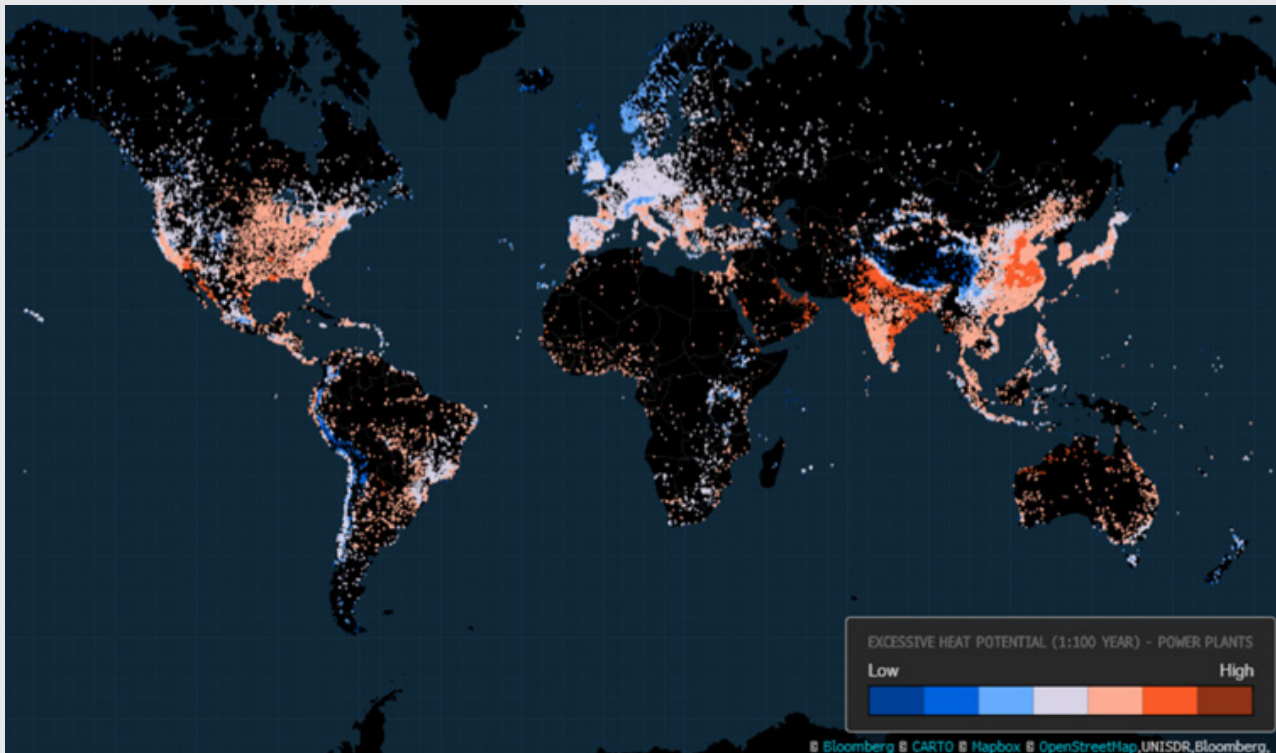 EXCESSIVE HEAT POTENTIAL (1:100 YEAR) - POWER PLANTS
Low High
© Bloomberg © CARTO © Mapbox © OpenStreetMap,UNISDR,Bloomberg